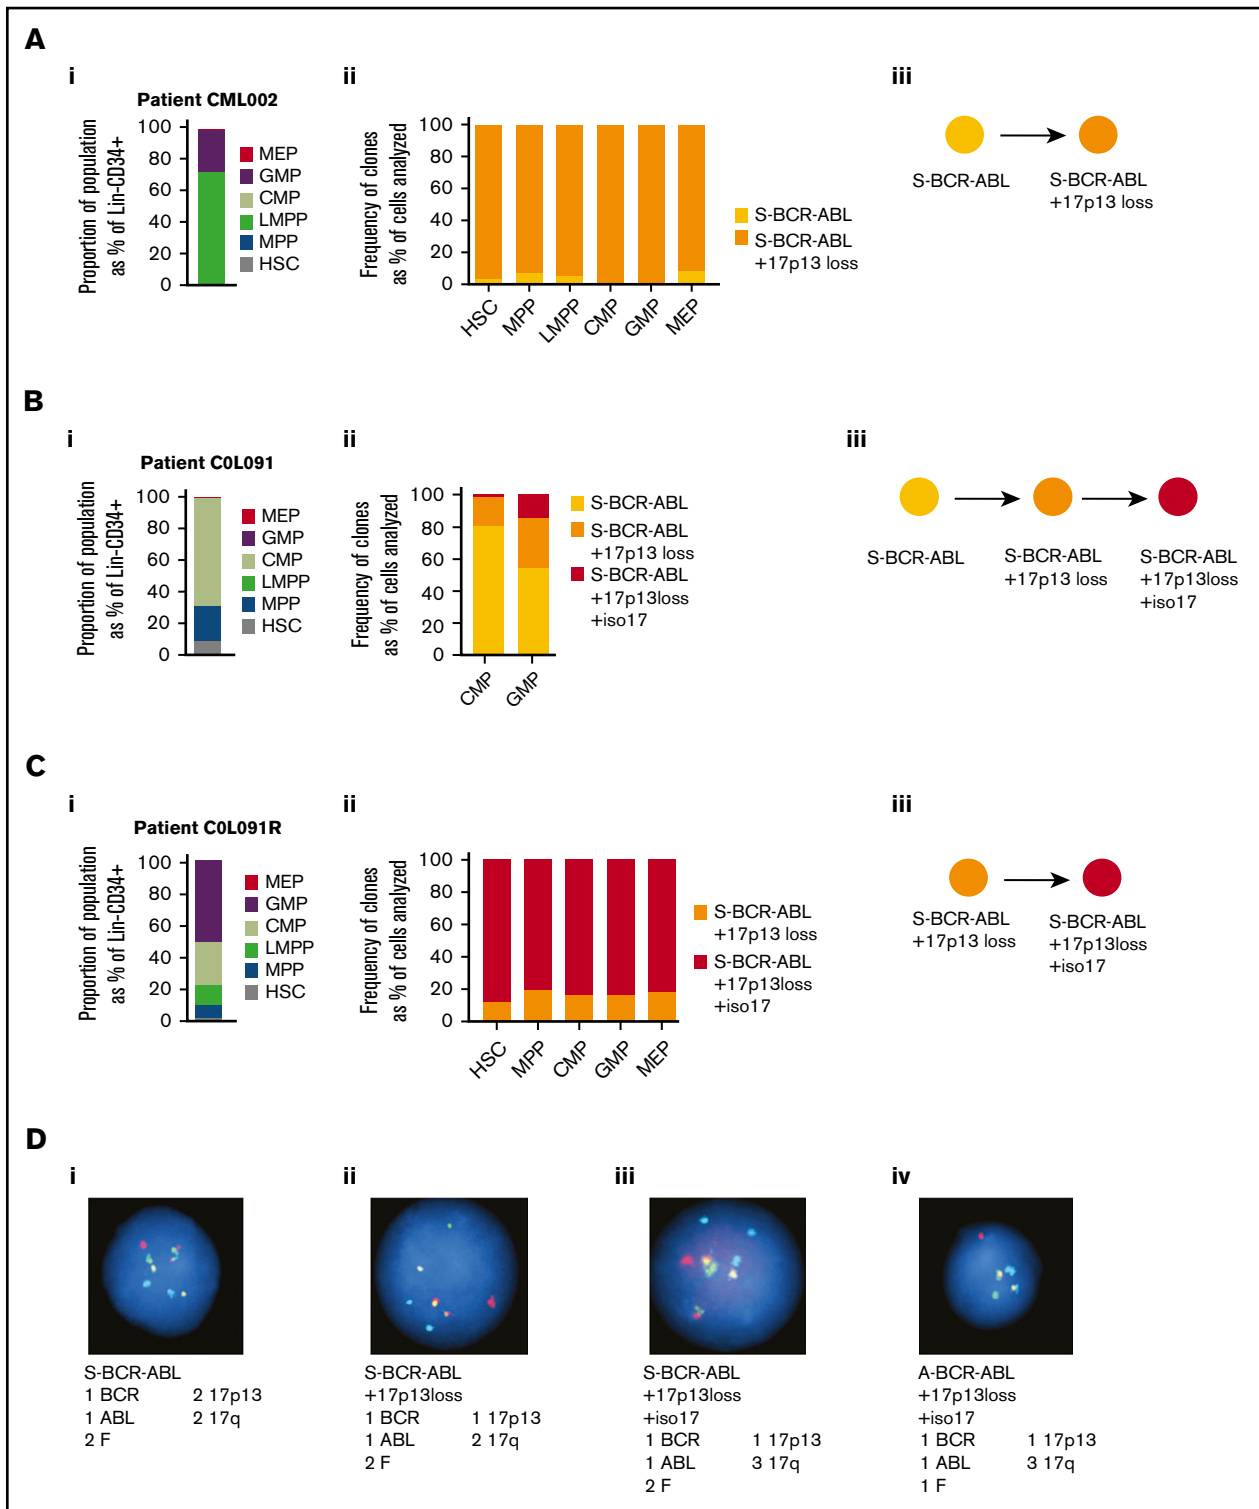 A
i
Patient CML002
Proportion of population
as % of Lin-CD34+
100
80
60
40
20
0
MEP
GMP
CMP
LMPP
MPP
HSC
ii
Frequency of clones
as % of cells analyzed
100
80
60
40
20
0
HSC
MPP
LMPP
CMP
GMP
MEP
S-BCR-ABL
S-BCR-ABL
+17p13 loss
iii
S-BCR-ABL
S-BCR-ABL
+17p13 loss
B
i
Patient C0L091
Proportion of population
as % of Lin-CD34+
100
80
60
40
20
0
MEP
GMP
CMP
LMPP
MPP
HSC
ii
Frequency of clones
as % of cells analyzed
100
80
60
40
20
0
CMP
GMP
S-BCR-ABL
S-BCR-ABL
+17p13 loss
S-BCR-ABL
+17p13loss
+iso17
iii
S-BCR-ABL
S-BCR-ABL
+17p13 loss
S-BCR-ABL
+17p13loss
+iso17
C
i
Patient C0L091R
Proportion of population
as % of Lin-CD34+
100
80
60
40
20
0
MEP
GMP
CMP
LMPP
MPP
HSC
ii
Frequency of clones
as % of cells analyzed
100
80
60
40
20
0
HSC
MPP
CMP
GMP
MEP
S-BCR-ABL
+17p13 loss
S-BCR-ABL
+17p13loss
+iso17
iii
S-BCR-ABL
+17p13 loss
S-BCR-ABL
+17p13loss
+iso17
D
i
S-BCR-ABL
1 BCR 2 17p13
1 ABL 2 17q
2 F
ii
S-BCR-ABL
+17p13loss
1 BCR 1 17p13
1 ABL 2 17q
2 F
iii
S-BCR-ABL
+17p13loss
+iso17
1 BCR 1 17p13
1 ABL 3 17q
2 F
iv
A-BCR-ABL
+17p13loss
+iso17
1 BCR 1 17p13
1 ABL 3 17q
1 F